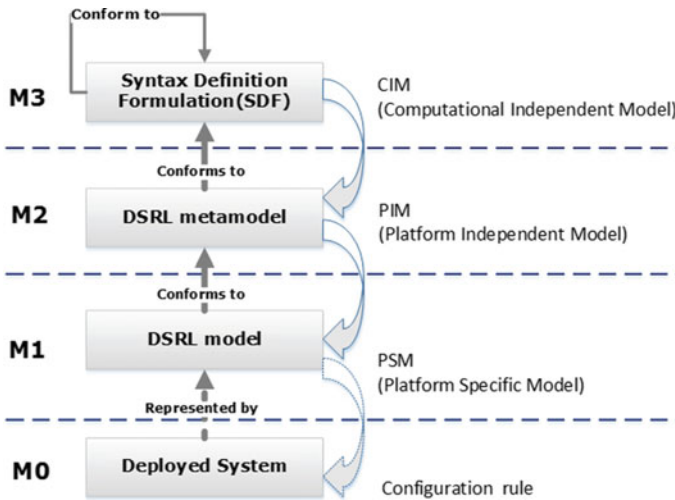 Conform to
M3
Syntax Definition
Formulation(SDF)
CIM
(Computational Independent Model)
Conforms to
M2
DSRL metamodel
PIM
(Platform Independent Model)
Conforms to
M1
DSRL model
PSM
(Platform Specific Model)
Represented by
M0
Deployed System
Configuration rule